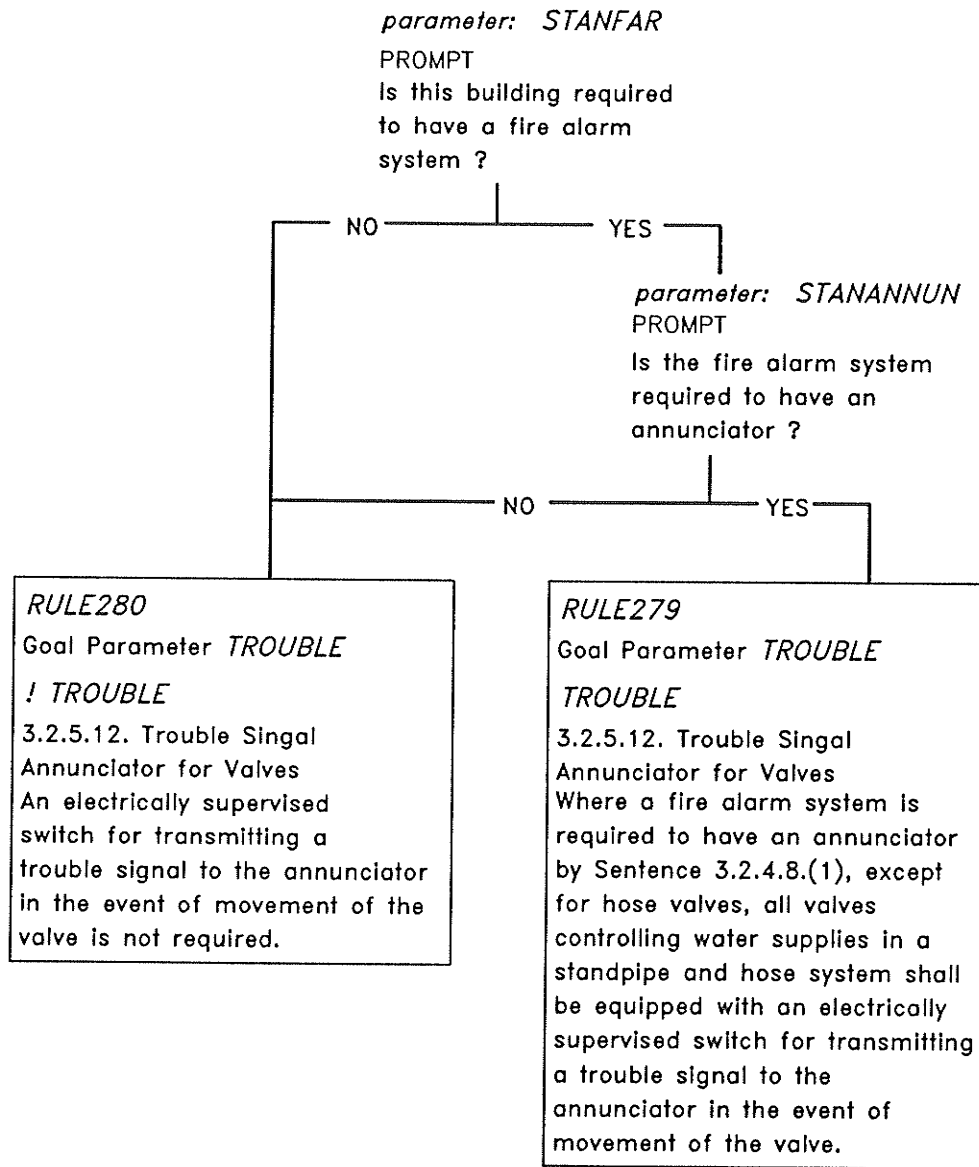 parameter: STANFAR
PROMPT
Is this building required
to have a fire alarm
system ?
NO
YES
parameter: STANANNUN
PROMPT
Is the fire alarm system
required to have an
annunciator ?
NO
YES
RULE280
Goal Parameter TROUBLE
! TROUBLE
3.2.5.12. Trouble Singal
Annunciator for Valves
An electrically supervised
switch for transmitting a
trouble signal to the annunciator
in the event of movement of the
valve is not required.
RULE279
Goal Parameter TROUBLE
TROUBLE
3.2.5.12. Trouble Singal
Annunciator for Valves
Where a fire alarm system is
required to have an annunciator
by Sentence 3.2.4.8.(1), except
for hose valves, all valves
controlling water supplies in a
standpipe and hose system shall
be equipped with an electrically
supervised switch for transmitting
a trouble signal to the
annunciator in the event of
movement of the valve.